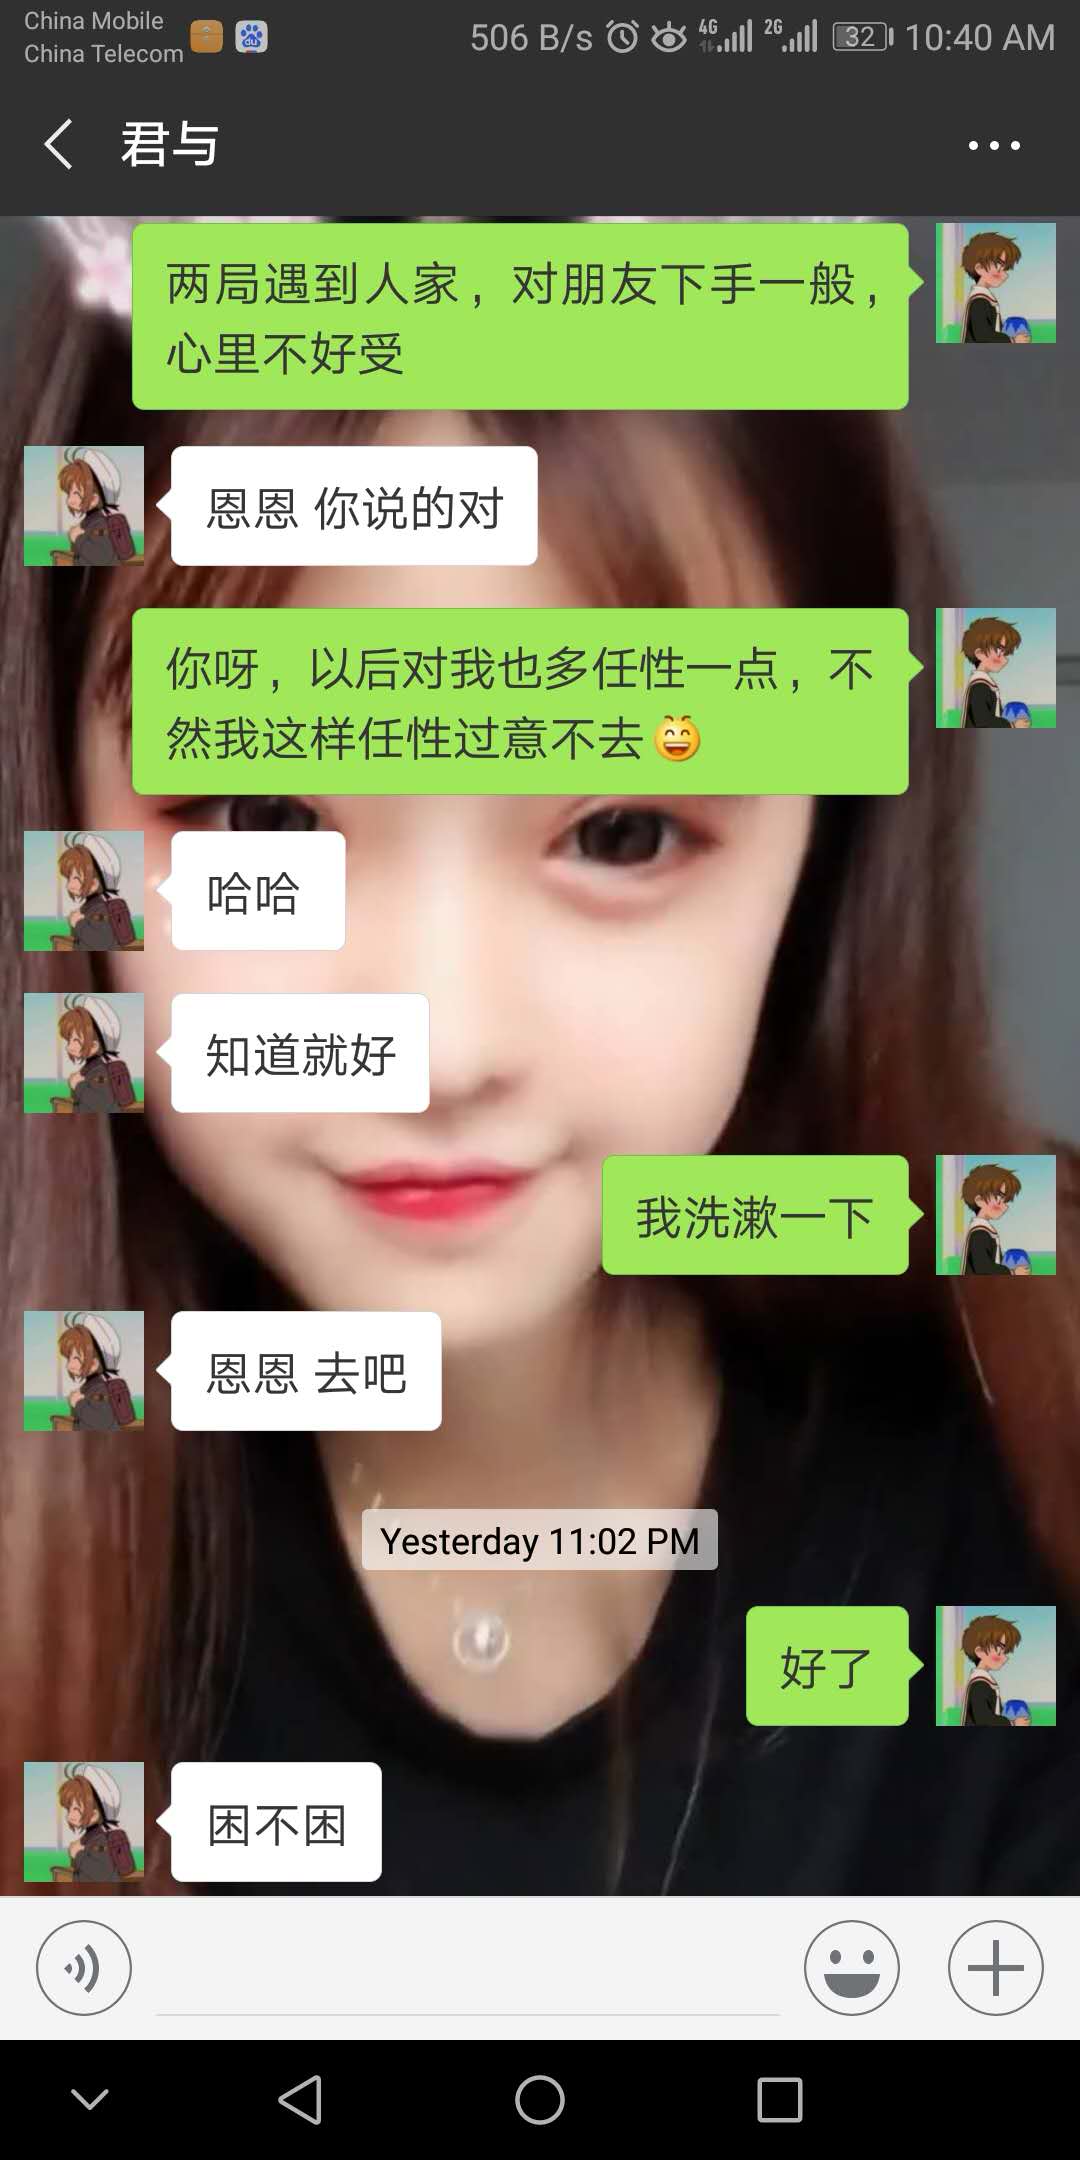 China Mobile
China Telecom
du
506 B/s 4G 2G 32 10:40 AM
君与
两局遇到人家，对朋友下手一般，
心里不好受
恩恩 你说的对
你呀，以后对我也多任性一点，不
然我这样任性过意不去
哈哈
知道就好
我洗漱一下
恩恩 去吧
Yesterday 11:02 PM
好了
困不困